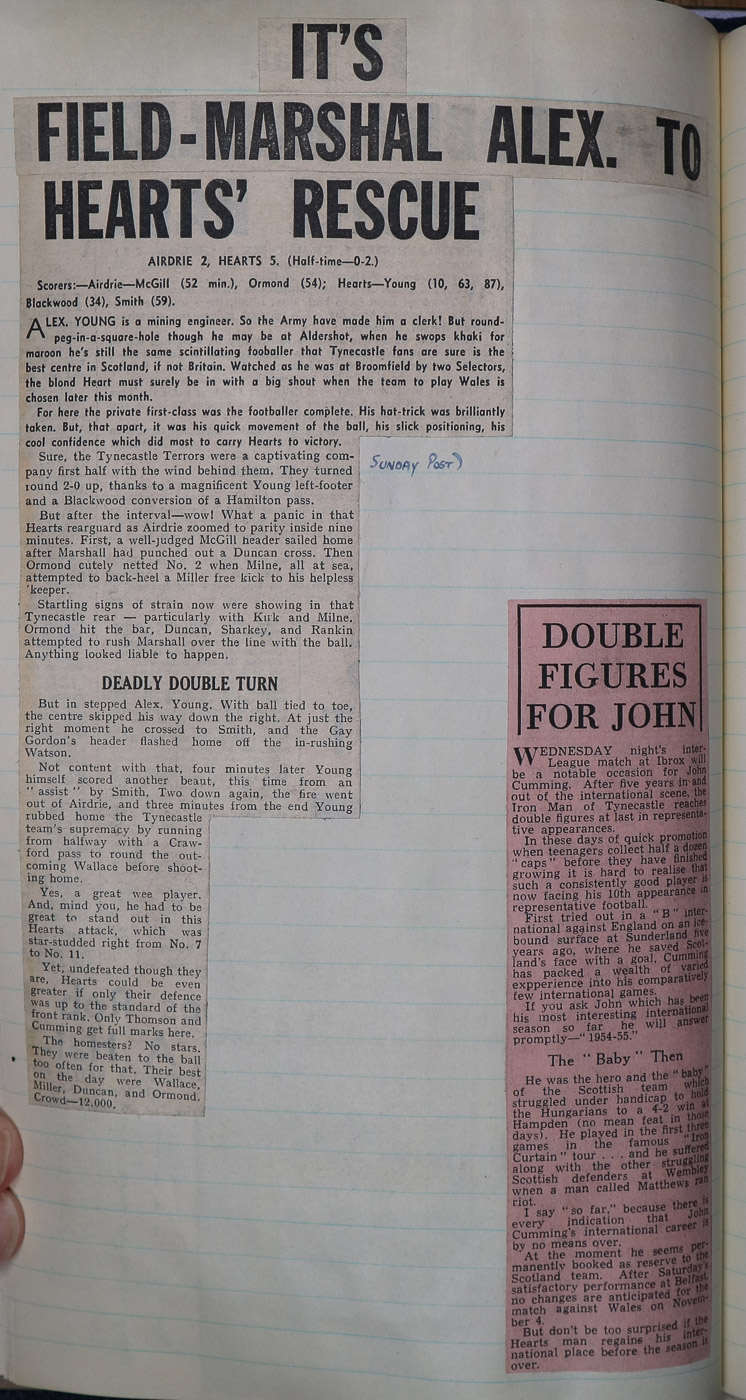 IT'S
FIELD-MARSHAL ALEX. TO
HEARTS' RESCUE
AIRDRIE 2, HEARTS 5. (Half-time—0-2.)
Scorers:—Airdrie—McGill (52 min.), Ormond (54); Hearts—Young (10, 63, 87),
Blackwood (34), Smith (59).
ALEX. YOUNG is a mining engineer. So the Army have made him a clerk! But round-
peg-in-a-square-hole though he may be at Aldershot, when he swops khaki for
maroon he's still the same scintillating fooballer that Tynecastle fans are sure is the
best centre in Scotland, if not Britain. Watched as he was at Broomfield by two Selectors,
the blond Heart must surely be in with a big shout when the team to play Wales is
chosen later this month.
For here the private first-class was the footballer complete. His hat-trick was brilliantly
taken. But, that apart, it was his quick movement of the ball, his slick positioning, his
cool confidence which did most to carry Hearts to victory.
Sure, the Tynecastle Terrors were a captivating com-
pany first half with the wind behind them. They turned
round 2-0 up, thanks to a magnificent Young left-footer
and a Blackwood conversion of a Hamilton pass.
But after the interval—wow! What a panic in that
Hearts rearguard as Airdrie zoomed to parity inside nine
minutes. First, a well-judged McGill header sailed home
after Marshall had punched out a Duncan cross. Then
Ormond cutely netted No. 2 when Milne, all at sea,
attempted to back-heel a Miller free kick to his helpless
'keeper.
Startling signs of strain now were showing in that
Tynecastle rear — particularly with Kirk and Milne.
Ormond hit the bar, Duncan, Sharkey, and Rankin
attempted to rush Marshall over the line with the ball.
Anything looked liable to happen.
DEADLY DOUBLE TURN
But in stepped Alex. Young. With ball tied to toe,
the centre skipped his way down the right. At just the
right moment he crossed to Smith, and the Gay
Gordon's header flashed home off the in-rushing
Watson.
Not content with that, four minutes later Young
himself scored another beaut, this time from an
" assist " by Smith. Two down again, the fire went
out of Airdrie, and three minutes from the end Young
rubbed home the Tynecastle
team's supremacy by running
from halfway with a Craw-
ford pass to round the out-
coming Wallace before shoot-
ing home.
Yes, a great wee player.
And, mind you, he had to be
great to stand out in this
Hearts attack, which was
star-studded right from No. 7
to No. 11.
Yet, undefeated though they
are, Hearts could be even
greater if only their defence
was up to the standard of the
front rank. Only Thomson and
Cumming get full marks here.
The homesters? No stars.
They were beaten to the ball
too often for that. Their best
on the day were Wallace,
Miller, Duncan, and Ormond.
Crowd—12,000.
SUNDAY POST)
DOUBLE
FIGURES
FOR JOHN
WEDNESDAY night's inter-
League match at Ibrox will
be a notable occasion for John
Cumming. After five years in and
out of the international scene, the
Iron Man of Tynecastle reaches
double figures at last in representa-
tive appearances.
In these days of quick promotion
when teenagers collect half a dozen
" caps " before they have finished
growing it is hard to realise that
such a consistently good player is
now facing his 10th appearance in
representative football.
First tried out in a " B " inter-
national against England on an ice-
bound surface at Sunderland five
years ago, where he saved Scot-
land's face with a goal, Cumming
has packed a wealth of varied
expperience into his comparatively
few international games.
If you ask John which has been
his most interesting international
season so far he will answer
promptly—" 1954-55."
The " Baby " Then
He was the hero and the " baby "
of the Scottish team which
struggled under handicap to hold
the Hungarians to a 4-2 win at
Hampden (no mean feat in those
days). He played in the first three
games in the famous " Iron
Curtain " tour . . . and he suffered
along with the other struggling
Scottish defenders at Wembley
when a man called Matthews ran
riot.
I say " so far," because there is
every indication that John
Cumming's international career is
by no means over.
At the moment he seems per-
manently booked as reserve to the
Scotland team. After Saturday's
satisfactory performance at Belfast,
no changes are anticipated for the
match against Wales on Novem-
ber 4.
But don't be too surprised if the
Hearts man regains his inter-
national place before the season is
over.